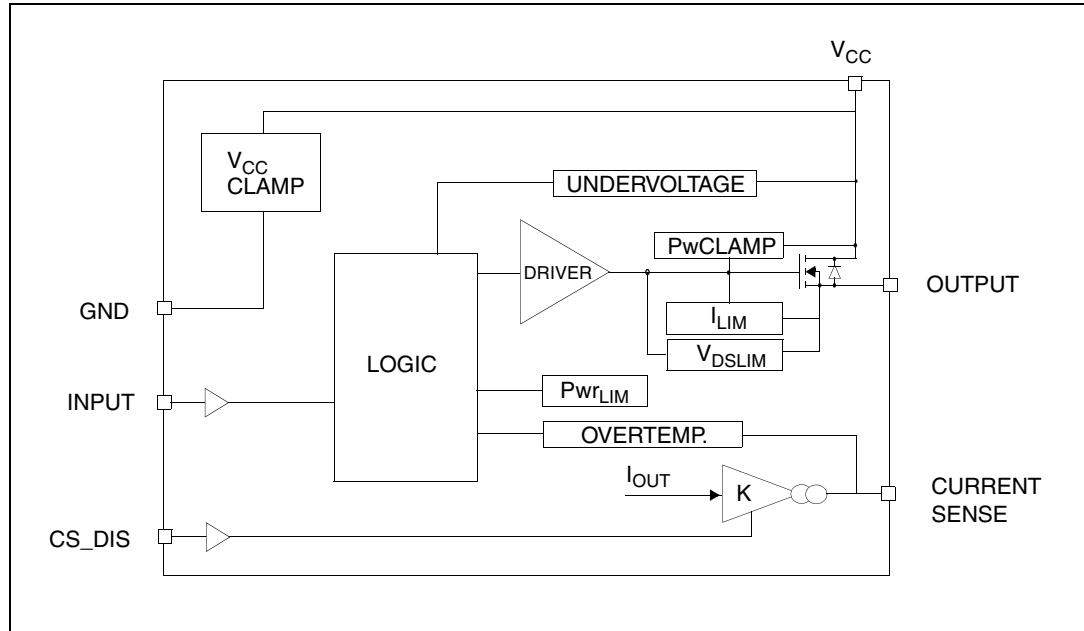 VCC
VCC
CLAMP
UNDERVOLTAGE
PwCLAMP
DRIVER
OUTPUT
GND
ILIM
VDSLIM
LOGIC
INPUT
PwrLIM
OVERTEMP.
IOUT
K
CURRENT
SENSE
CS_DIS